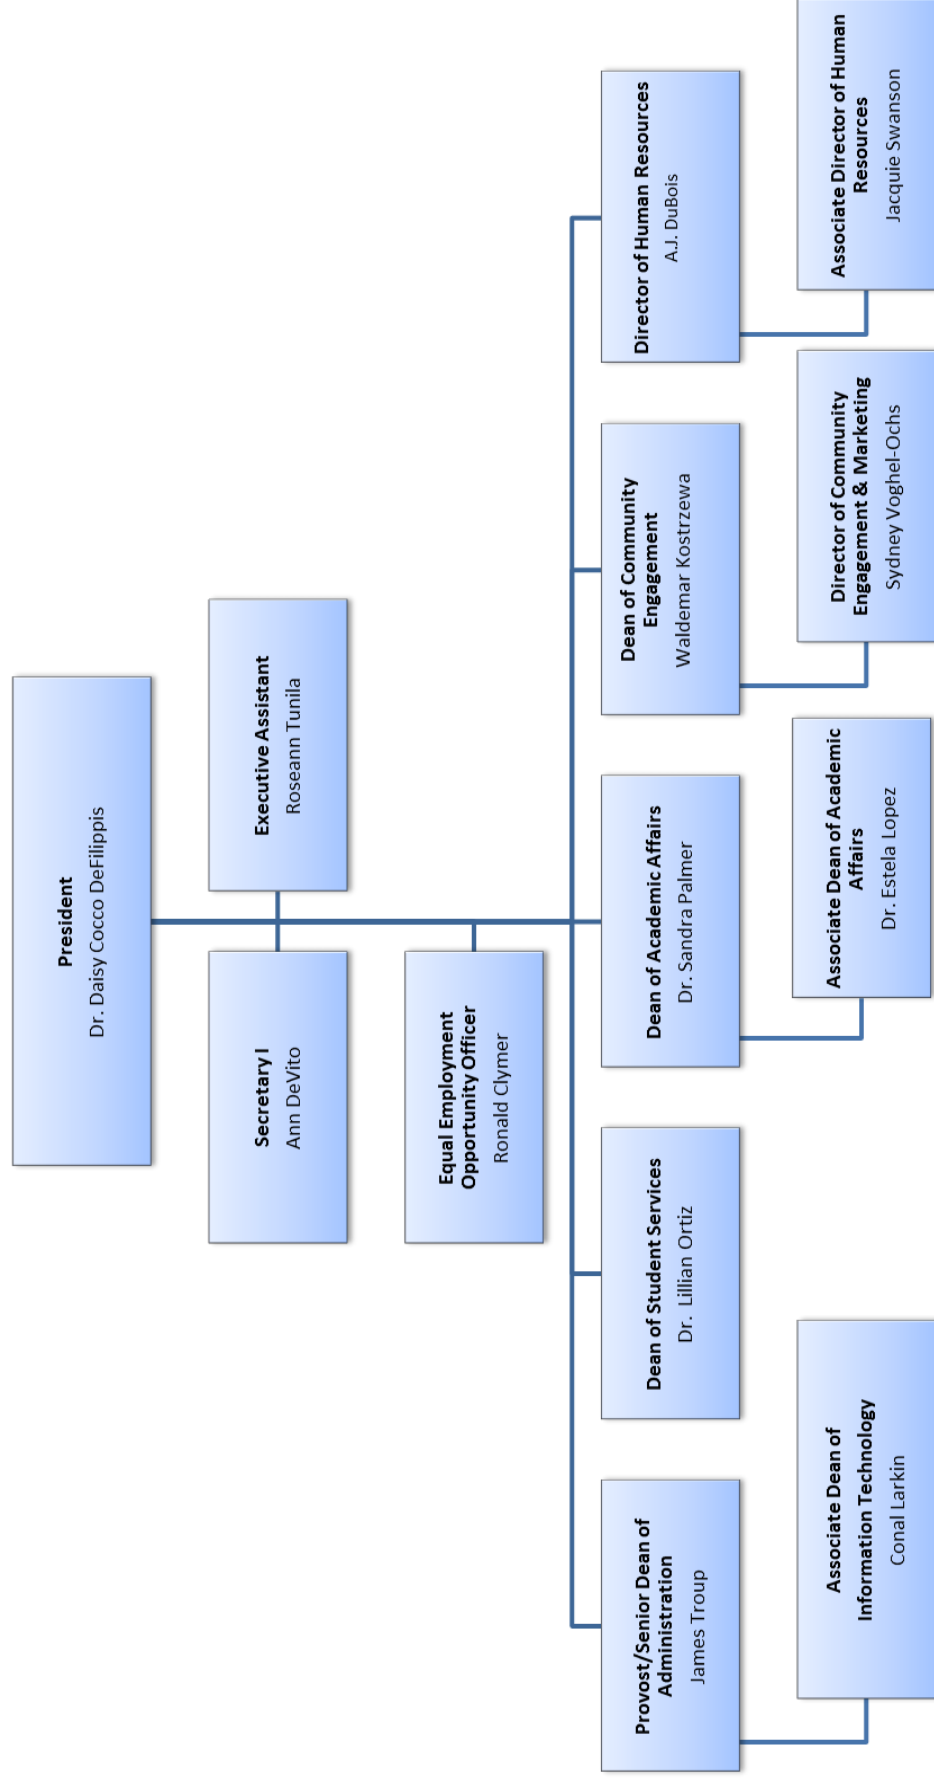 President
Dr. Daisy Cocco DeFilippis
Secretary I
Ann DeVito
Executive Assistant
Roseann Tunila
Equal Employment
Opportunity Officer
Ronald Clymer
Provost/Senior Dean of
Administration
James Troup
Dean of Student Services
Dr.  Lillian Ortiz
Dean of Academic Affairs
Dr. Sandra Palmer
Dean of Community
Engagement
Waldemar Kostrzewa
Director of Human Resources
A.J. DuBois
Associate Dean of
Information Technology
Conal Larkin
Associate Dean of Academic
Affairs
Dr. Estela Lopez
Director of Community
Engagement & Marketing
Sydney Voghel-Ochs
Associate Director of Human
Resources
Jacquie Swanson